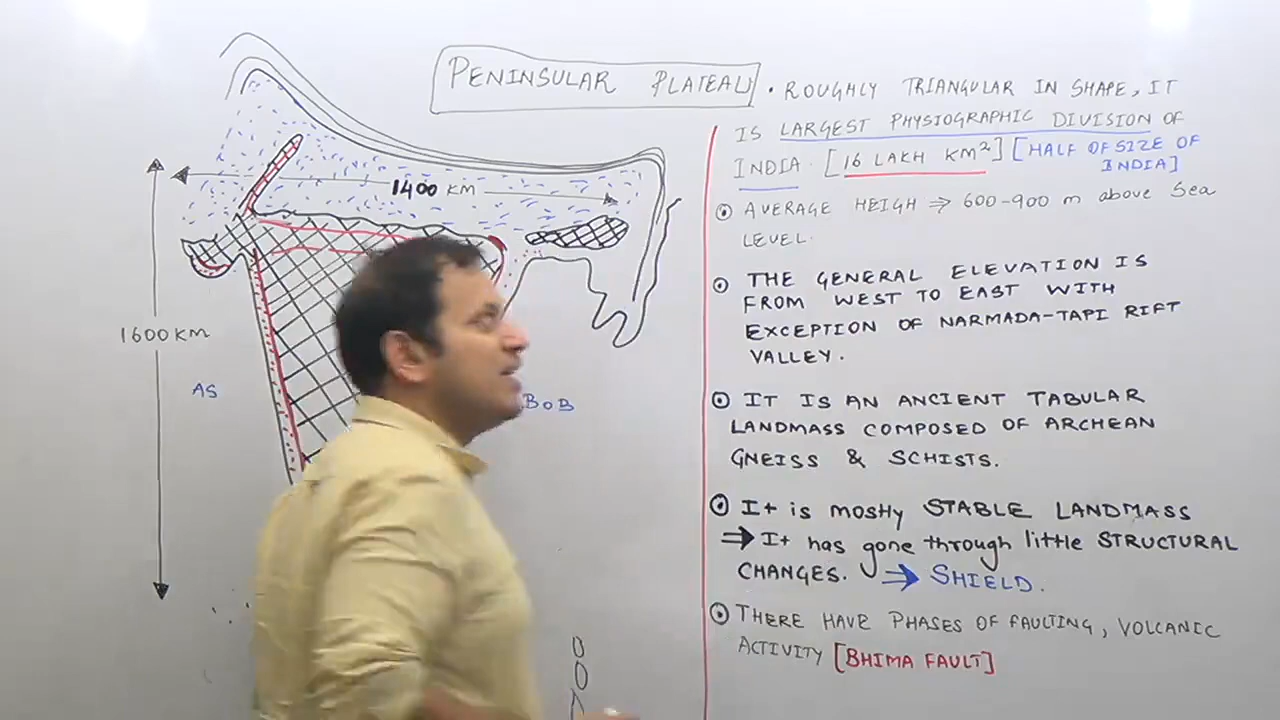 PENINSULAR PLATEAU
• ROUGHLY TRIANGULAR IN SHAPE, IT
IS LARGEST PHYSIOGRAPHIC DIVISION OF
INDIA. [16 LAKH KM²] [HALF OF SIZE OF
INDIA]
AVERAGE HEIGH ⇒ 600-900 m above Sea
LEVEL.
THE GENERAL ELEVATION IS
FROM WEST TO EAST WITH
EXCEPTION OF NARMADA-TAPI RIFT
VALLEY.
IT IS AN ANCIENT TABULAR
LANDMASS COMPOSED OF ARCHEAN
GNEISS & SCHISTS.
It is mostly STABLE LANDMASS
⇒ It has gone through little STRUCTURAL
CHANGES. ⇒ SHIELD.
THERE HAVE PHASES OF FAULTING, VOLCANIC
ACTIVITY [BHIMA FAULT]
1400 KM
1600 KM
AS
BOB